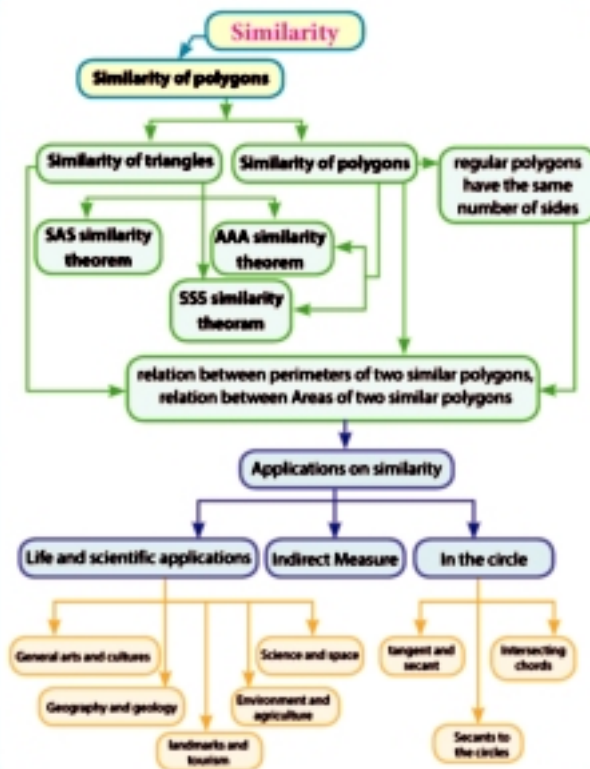 Similarity
Similarity of polygons
Similarity of triangles
Similarity of polygons
regular polygons
have the same
number of sides
SAS similarity
theorem
AAA similarity
theorem
SSS similarity
theoram
relation between perimeters of two similar polygons,
relation between Areas of two similar polygons
Applications on similarity
Life and scientific applications
Indirect Measure
In the circle
General arts and cultures
Science and space
tangent and
secant
Intersecting
chords
Geography and geology
Environment and
agriculture
landmarks and
tourism
Secants to
the circles